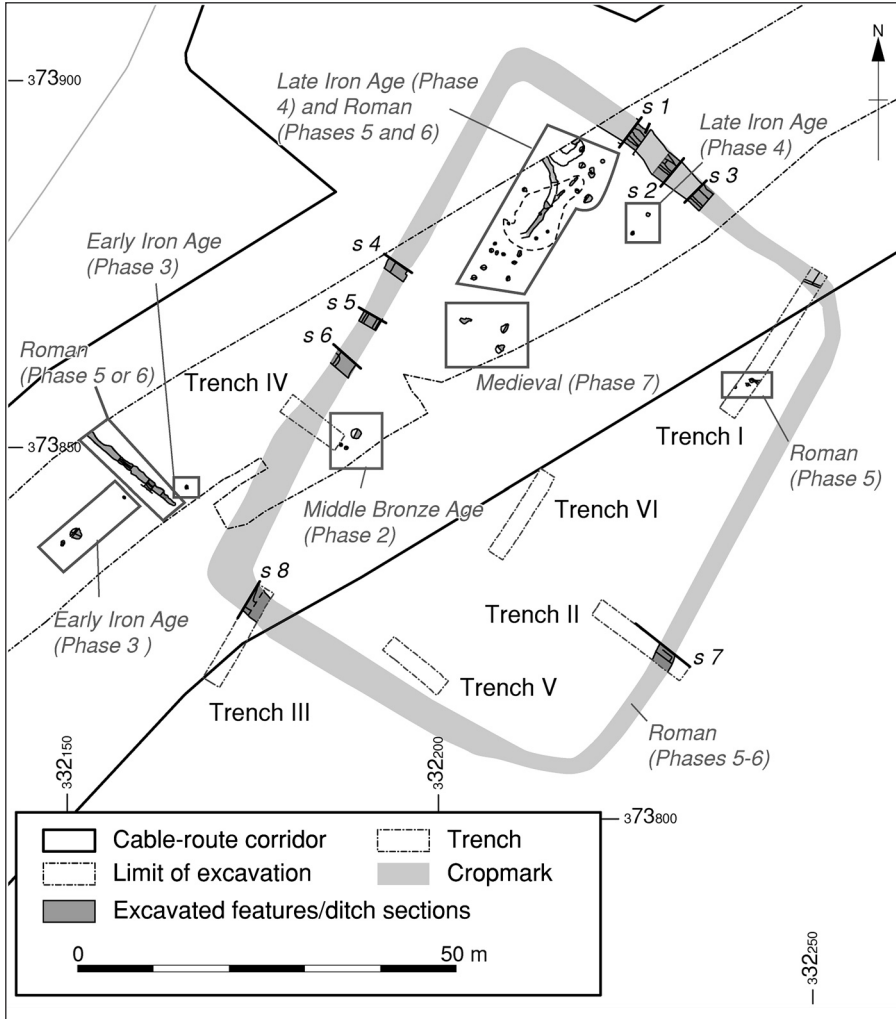 N
373900
Late Iron Age (Phase
4) and Roman
(Phases 5 and 6)
s 1
Late Iron Age
(Phase 4)
s 2
s 3
Early Iron Age
(Phase 3)
s 4
s 5
s 6
Roman
(Phase 5 or 6)
Trench IV
Medieval (Phase 7)
Trench I
373850
Roman
(Phase 5)
Middle Bronze Age
(Phase 2)
Trench VI
s 8
Early Iron Age
(Phase 3 )
Trench II
s 7
Trench V
Trench III
Roman
(Phases 5-6)
332150
332200
373800
Cable-route corridor
Trench
Limit of excavation
Cropmark
Excavated features/ditch sections
0
50 m
332250